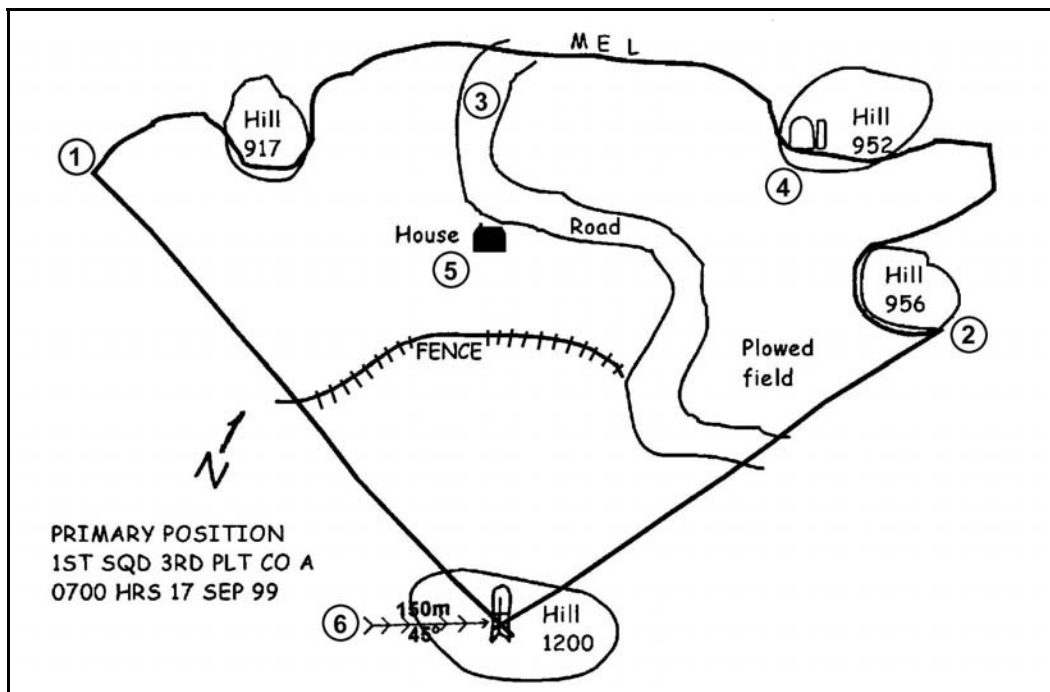 M E L
3
Hill
917
Hill
952
1
4
House
Road
5
Hill
956
2
FENCE
Plowed
field
N
PRIMARY POSITION
1ST SQD 3RD PLT CO A
0700 HRS 17 SEP 99
6
150m
45°
Hill
1200